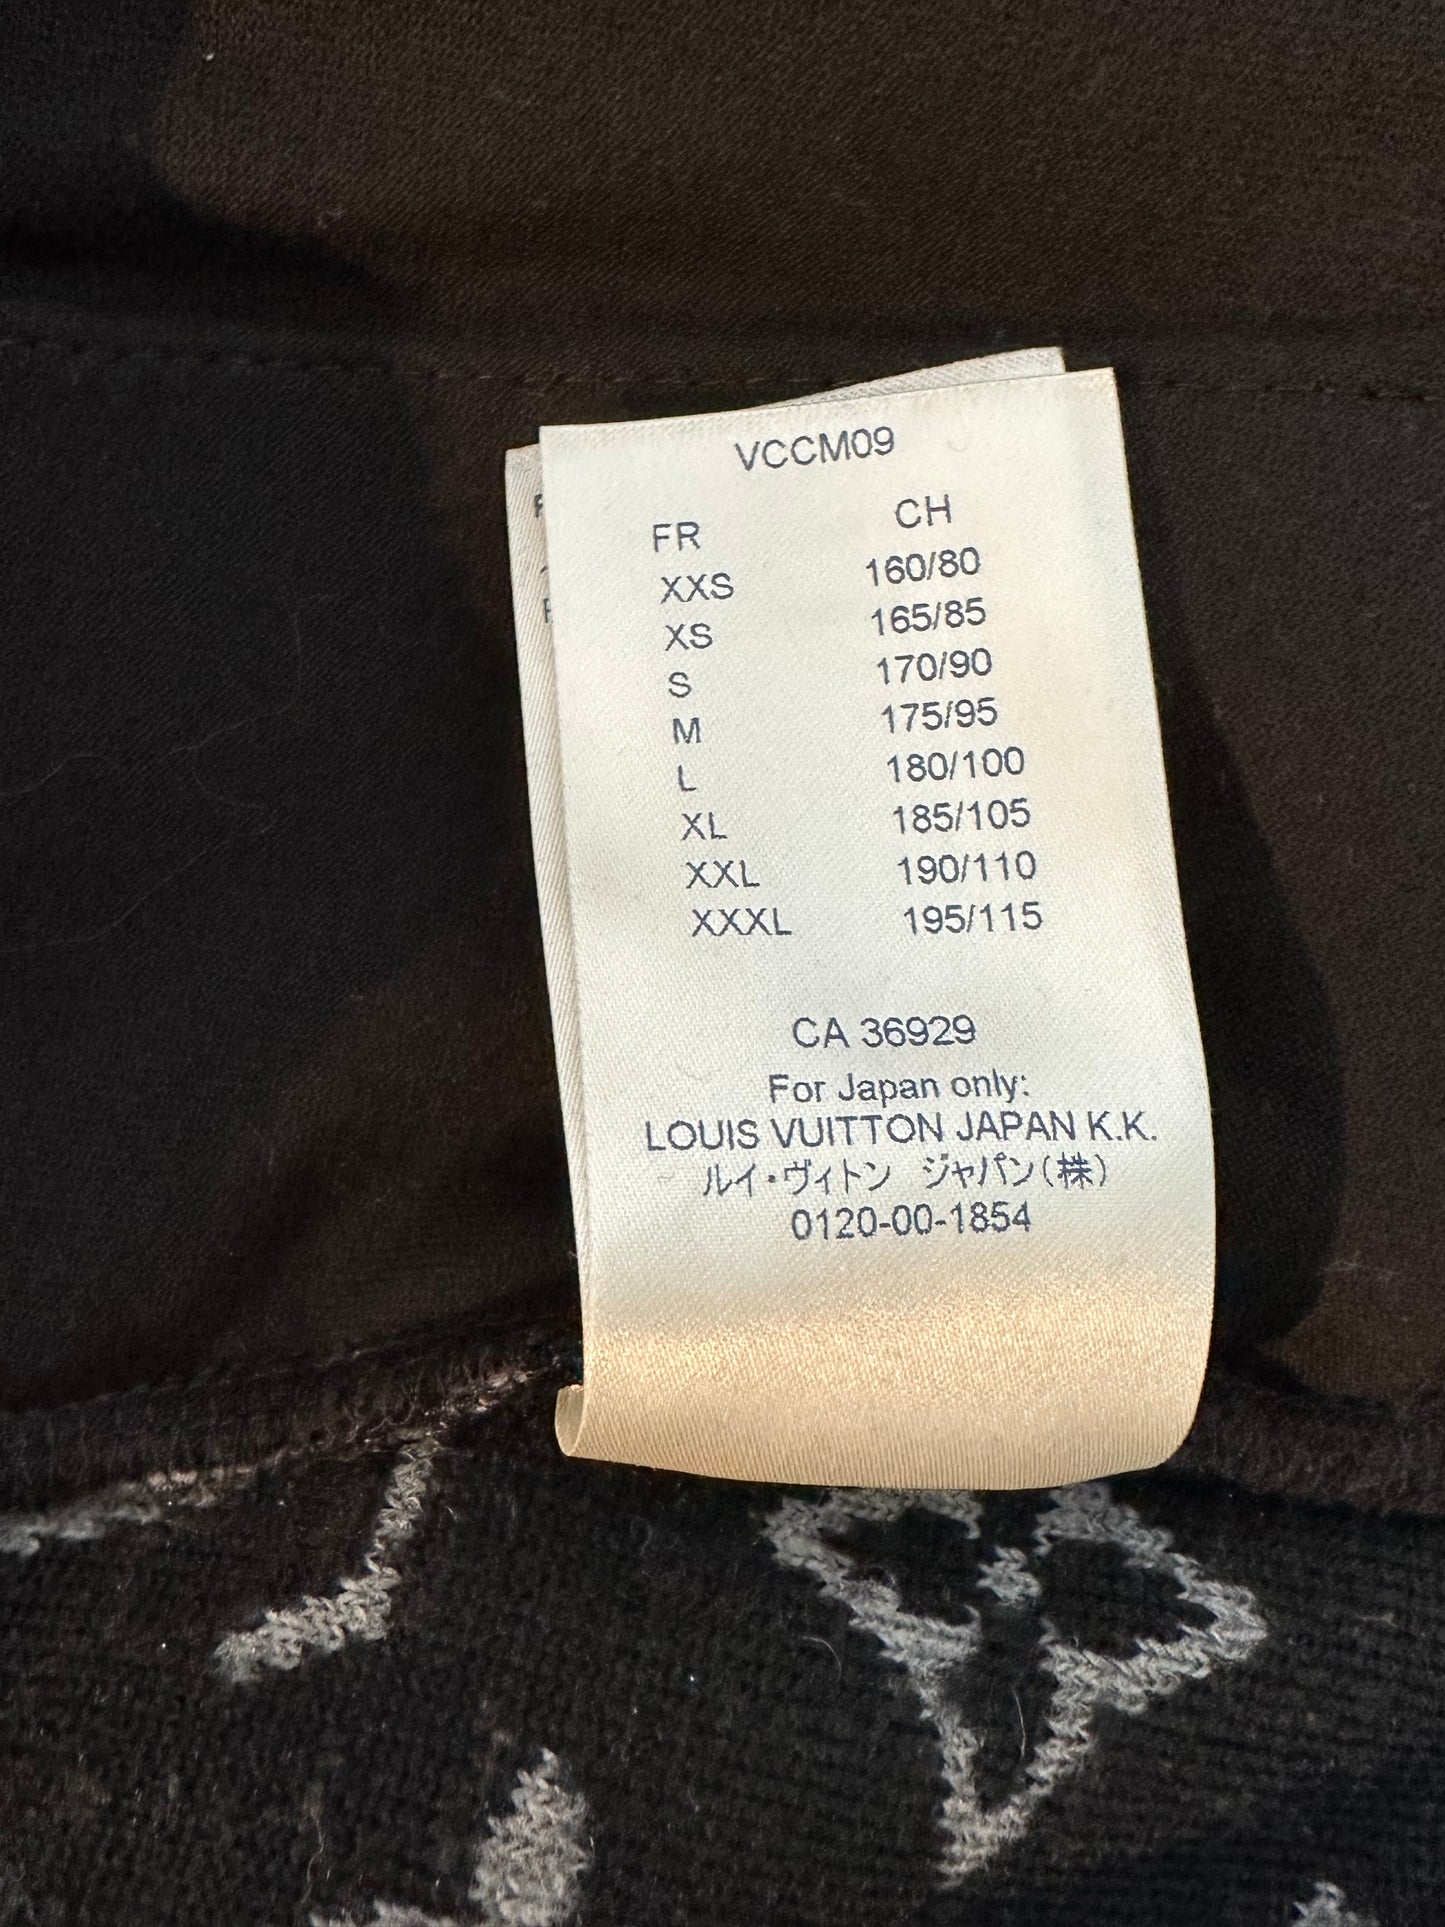 VCCM09
FR CH
XXS 160/80
XS 165/85
S 170/90
M 175/95
L 180/100
XL 185/105
XXL 190/110
XXXL 195/115
CA 36929
For Japan only:
LOUIS VUITTON JAPAN K.K.
ルイ・ヴィトン ジャパン(株)
0120-00-1854